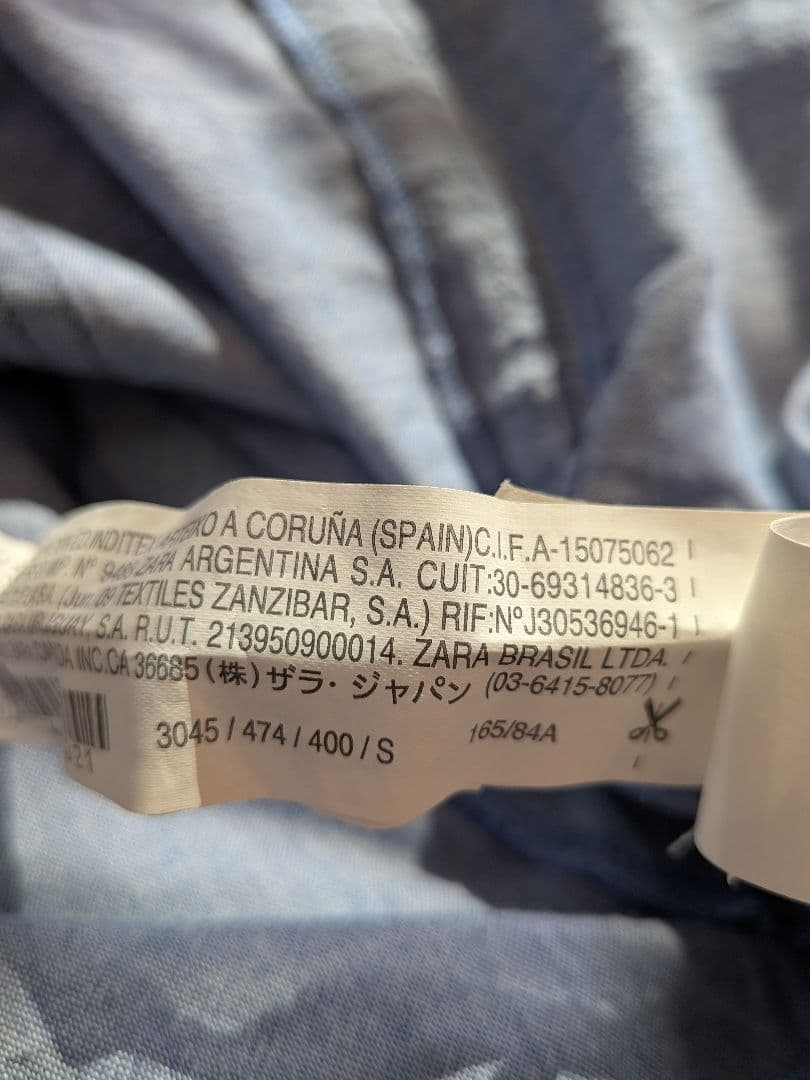 A CORUÑA (SPAIN)C.I.F.A-15075062
ZARA ARGENTINA S.A. CUIT:30-69314836-3
TEXTILES ZANZIBAR, S.A.) RIF:NºJ30536946-1
S.A. R.U.T. 213950900014. ZARA BRASIL LTDA.
INC.CA 36685 (株)ザラ・ジャパン (03-6415-8077)
3045 / 474 / 400 / S 165/84A